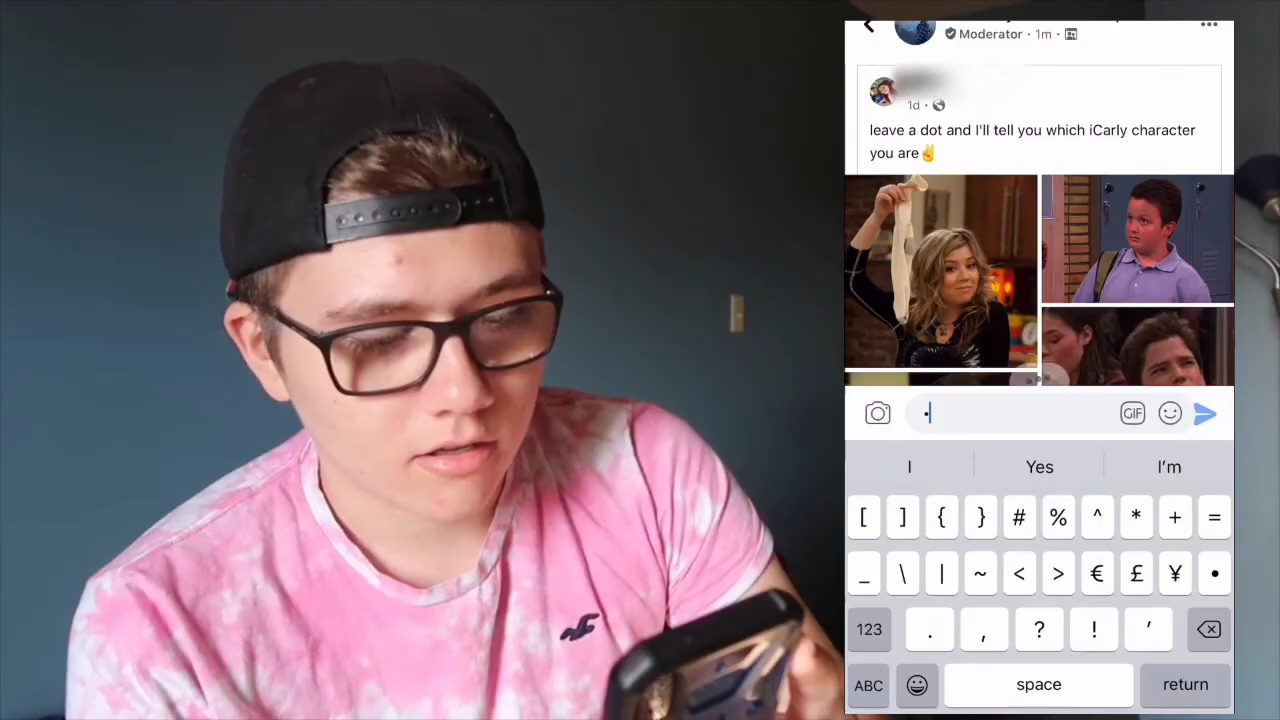 Moderator · 1m ·
1d ·
leave a dot and I'll tell you which iCarly character
you are✌️
•
GIF
I Yes I'm
[ ] { } # % ^ * + =
_ \ | ~ < > € £ ¥ •
123 . , ? ! ′
ABC space return